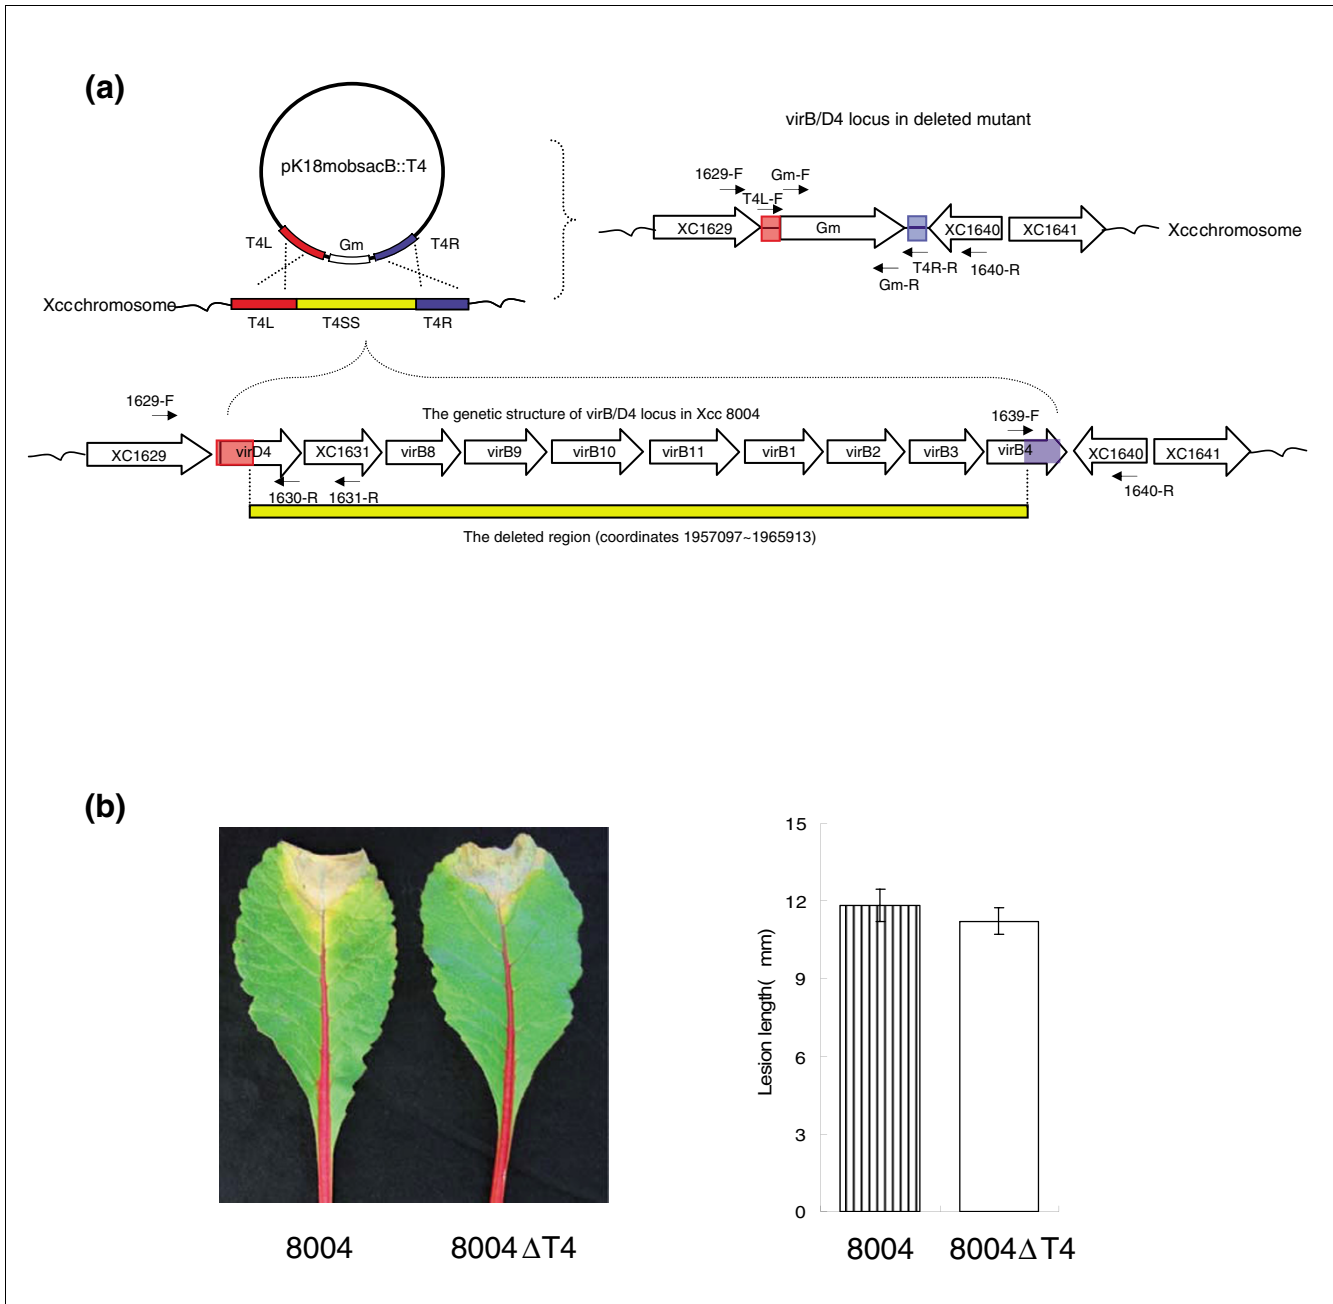 (a)
pK18mobsacB::T4
T4L
Gm
T4R
Xccchromosome
T4L
T4SS
T4R
virB/D4 locus in deleted mutant
1629-F
Gm-F
T4L-F
XC1629
Gm
XC1640
XC1641
Xccchromosome
T4R-R
1640-R
Gm-R
1629-F
The genetic structure of virB/D4 locus in Xcc 8004
1639-F
XC1629
virD4
XC1631
virB8
virB9
virB10
virB11
virB1
virB2
virB3
virB4
XC1640
XC1641
1630-R
1631-R
1640-R
The deleted region (coordinates 1957097~1965913)
(b)
8004
8004ΔT4
Lesion length( mm)
15
12
9
6
3
0
8004
8004ΔT4